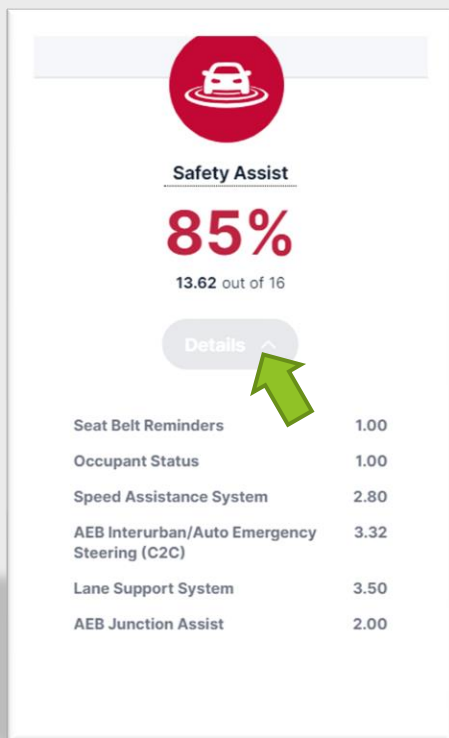 Safety Assist
85%
13.62 out of 16
Details
Seat Belt Reminders 1.00
Occupant Status 1.00
Speed Assistance System 2.80
AEB Interurban/Auto Emergency 3.32
Steering (C2C)
Lane Support System 3.50
AEB Junction Assist 2.00